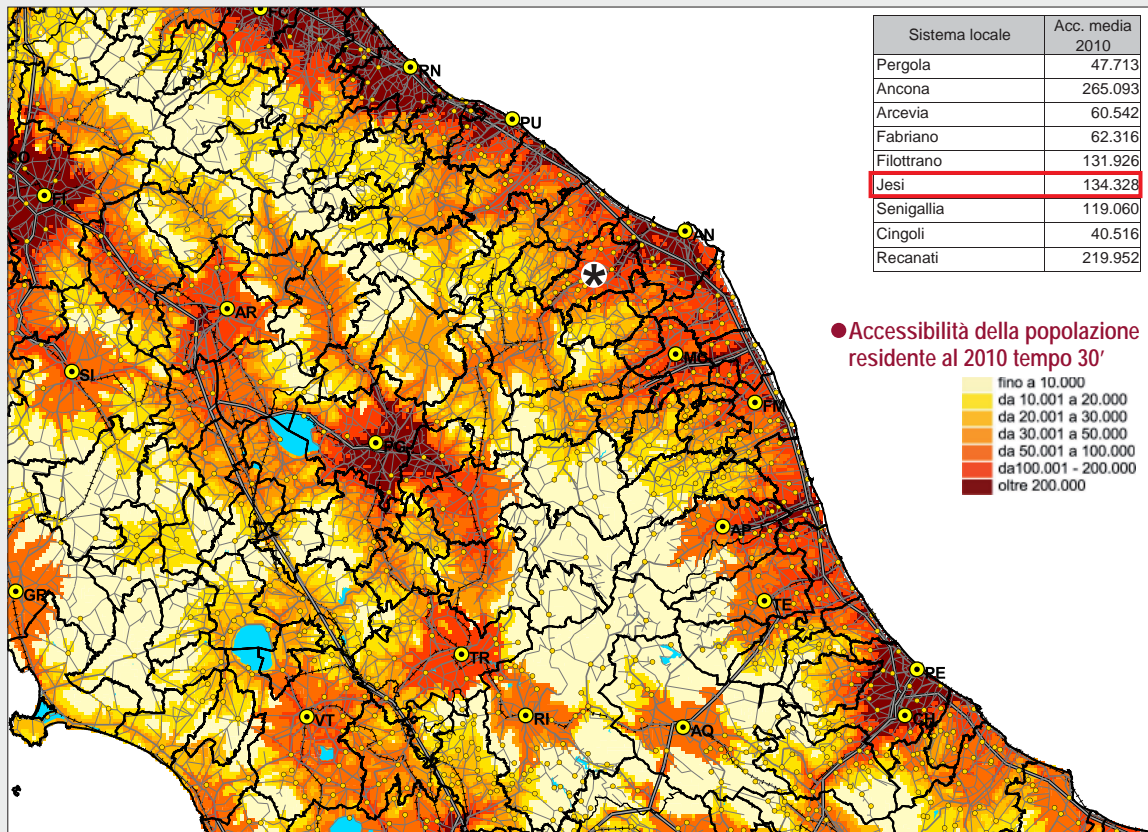 Sistema locale Acc. media 2010
Pergola 47.713
Ancona 265.093
Arcevia 60.542
Fabriano 62.316
Filottrano 131.926
Jesi 134.328
Senigallia 119.060
Cingoli 40.516
Recanati 219.952
Accessibilità della popolazione
residente al 2010 tempo 30'
fino a 10.000
da 10.001 a 20.000
da 20.001 a 30.000
da 30.001 a 50.000
da 50.001 a 100.000
da100.001 - 200.000
oltre 200.000
RN
PU
FI
AN
AR
MC
SI
FM
PG
AP
GR
TE
TR
PE
VT
RI
CH
AQ